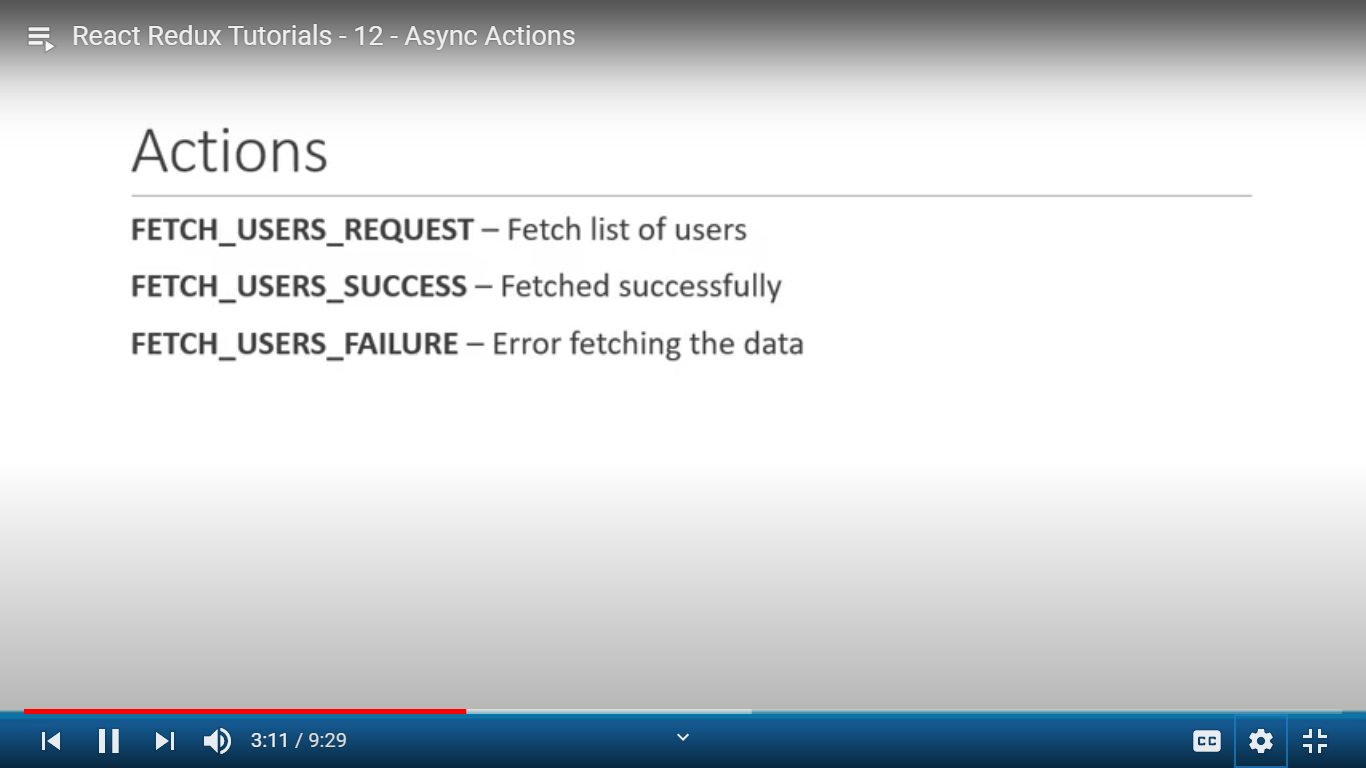 React Redux Tutorials - 12 - Async Actions
Actions
FETCH_USERS_REQUEST – Fetch list of users
FETCH_USERS_SUCCESS – Fetched successfully
FETCH_USERS_FAILURE – Error fetching the data
3:11 / 9:29
CC